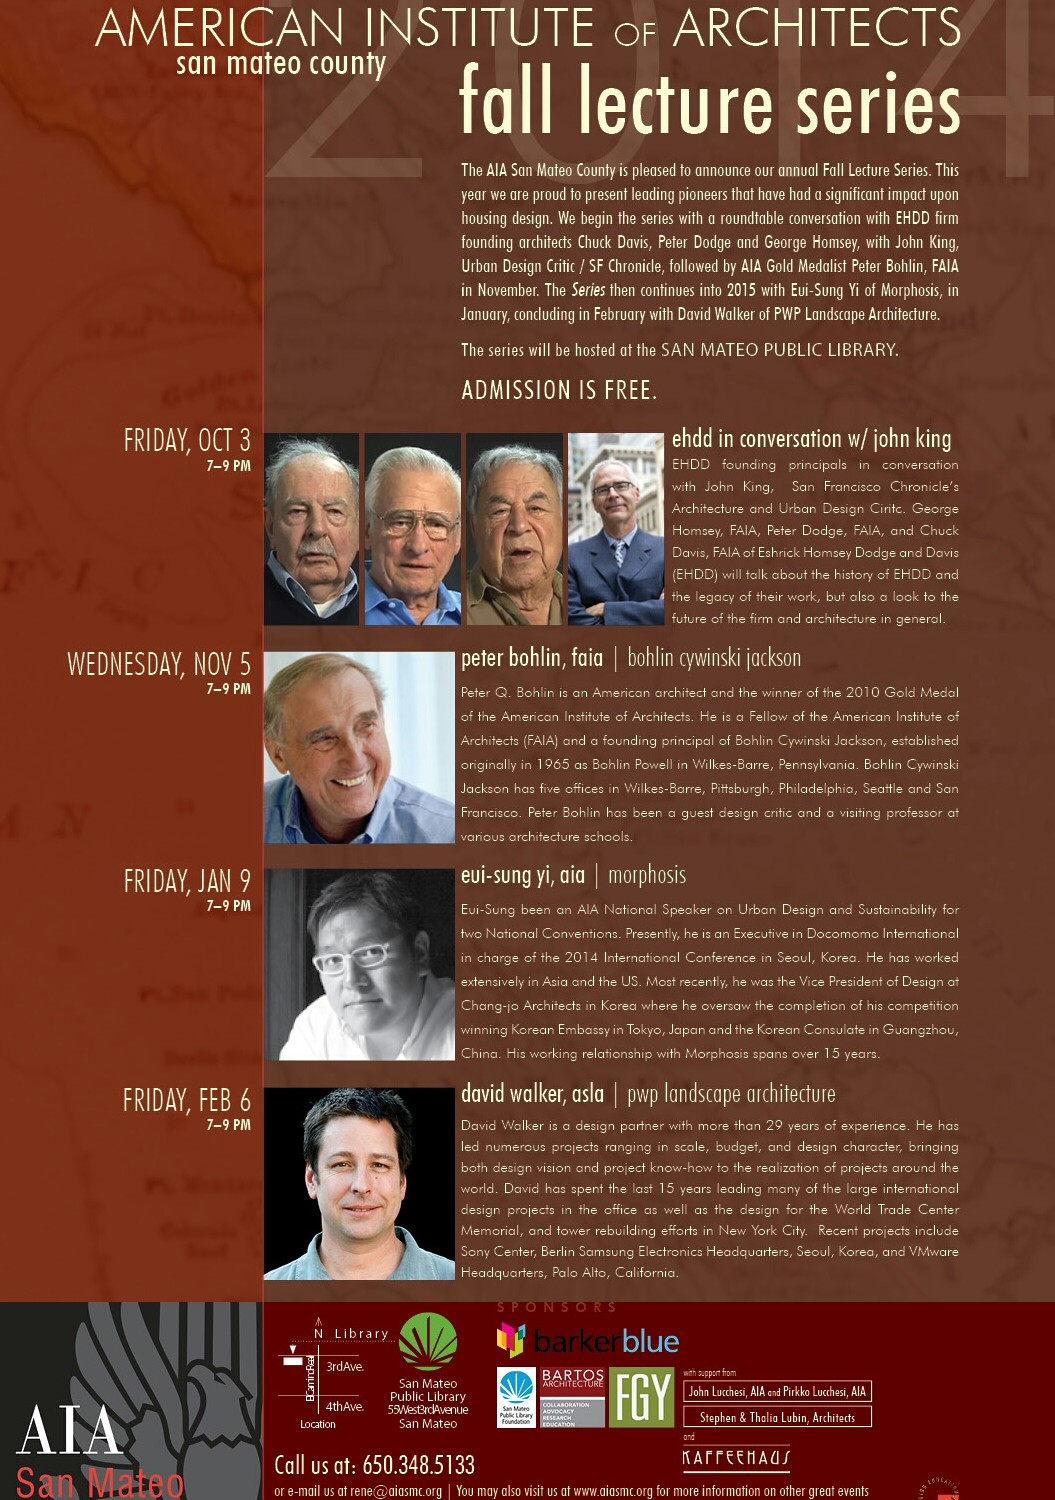 AMERICAN INSTITUTE OF ARCHITECTS
san mateo county
2014
fall lecture series
The AIA San Mateo County is pleased to announce our annual Fall Lecture Series. This
year we are proud to present leading pioneers that have had a significant impact upon
housing design. We begin the series with a roundtable conversation with EHDD firm
founding architects Chuck Davis, Peter Dodge and George Homsey, with John King,
Urban Design Critic / SF Chronicle, followed by AIA Gold Medalist Peter Bohlin, FAIA
in November. The Series then continues into 2015 with Eui-Sung Yi of Morphosis, in
January, concluding in February with David Walker of PWP Landscape Architecture.
The series will be hosted at the SAN MATEO PUBLIC LIBRARY.
ADMISSION IS FREE.
FRIDAY, OCT 3
7–9 PM
ehdd in conversation w/ john king
EHDD founding principals in conversation
with John King, San Francisco Chronicle's
Architecture and Urban Design Ciritc. George
Homsey, FAIA, Peter Dodge, FAIA, and Chuck
Davis, FAIA of Eshrick Homsey Dodge and Davis
(EHDD) will talk about the history of EHDD and
the legacy of their work, but also a look to the
future of the firm and architecture in general.
WEDNESDAY, NOV 5
7–9 PM
peter bohlin, faia | bohlin cywinski jackson
Peter Q. Bohlin is an American architect and the winner of the 2010 Gold Medal
of the American Institute of Architects. He is a Fellow of the American Institute of
Architects (FAIA) and a founding principal of Bohlin Cywinski Jackson, established
originally in 1965 as Bohlin Powell in Wilkes-Barre, Pennsylvania. Bohlin Cywinski
Jackson has five offices in Wilkes-Barre, Pittsburgh, Philadelphia, Seattle and San
Francisco. Peter Bohlin has been a guest design critic and a visiting professor at
various architecture schools.
FRIDAY, JAN 9
7–9 PM
eui-sung yi, aia | morphosis
Eui-Sung been an AIA National Speaker on Urban Design and Sustainability for
two National Conventions. Presently, he is an Executive in Docomomo International
in charge of the 2014 International Conference in Seoul, Korea. He has worked
extensively in Asia and the US. Most recently, he was the Vice President of Design at
Chang-jo Architects in Korea where he oversaw the completion of his competition
winning Korean Embassy in Tokyo, Japan and the Korean Consulate in Guangzhou,
China. His working relationship with Morphosis spans over 15 years.
FRIDAY, FEB 6
7–9 PM
david walker, asla | pwp landscape architecture
David Walker is a design partner with more than 29 years of experience. He has
led numerous projects ranging in scale, budget, and design character, bringing
both design vision and project know-how to the realization of projects around the
world. David has spent the last 15 years leading many of the large international
design projects in the office as well as the design for the World Trade Center
Memorial, and tower rebuilding efforts in New York City. Recent projects include
Sony Center, Berlin Samsung Electronics Headquarters, Seoul, Korea, and VMware
Headquarters, Palo Alto, California.
AIA
San Mateo
N Library
3rdAve.
El Camino Real
4thAve.
Location
San Mateo
Public Library
55West3rdAvenue
San Mateo
SPONSORS
barkerblue
San Mateo
Public Library
Foundation
BARTOS
ARCHITECTURE
COLLABORATION
ADVOCACY
RESEARCH
EDUCATION
FGY
with support from
John Lucchesi, AIA and Pirkko Lucchesi, AIA
Stephen & Thalia Lubin, Architects
and
KAFFEEHAUS
Call us at: 650.348.5133
or e-mail us at rene@aiasmc.org | You may also visit us at www.aiasmc.org for more information on other great events